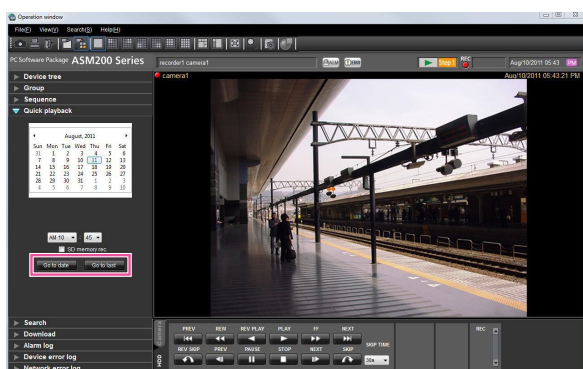 Operation window
File(F) View(V) Search(S) Help(H)
PC Software Package ASM200 Series
recorder1 camera1
ALM
Step 1
REC
Aug/10/2011 05:43 PM
Device tree
Group
Sequence
Quick playback
camera1
Aug/10/2011 05:43:21 PM
August, 2011
Sun Mon Tue Wed Thu Fri Sat
31 1 2 3 4 5 6
7 8 9 10 11 12 13
14 15 16 17 18 19 20
21 22 23 24 25 26 27
28 29 30 31 1 2 3
4 5 6 7 8 9 10
AM 10 : 45
SD memory rec.
Go to date Go to last
Search
Download
Alarm log
Device error log
Network error log
Camera
HDD
PREV REW REV PLAY PLAY FF NEXT
REV SKIP PREV PAUSE STOP NEXT SKIP
SKIP TIME
30s
REC